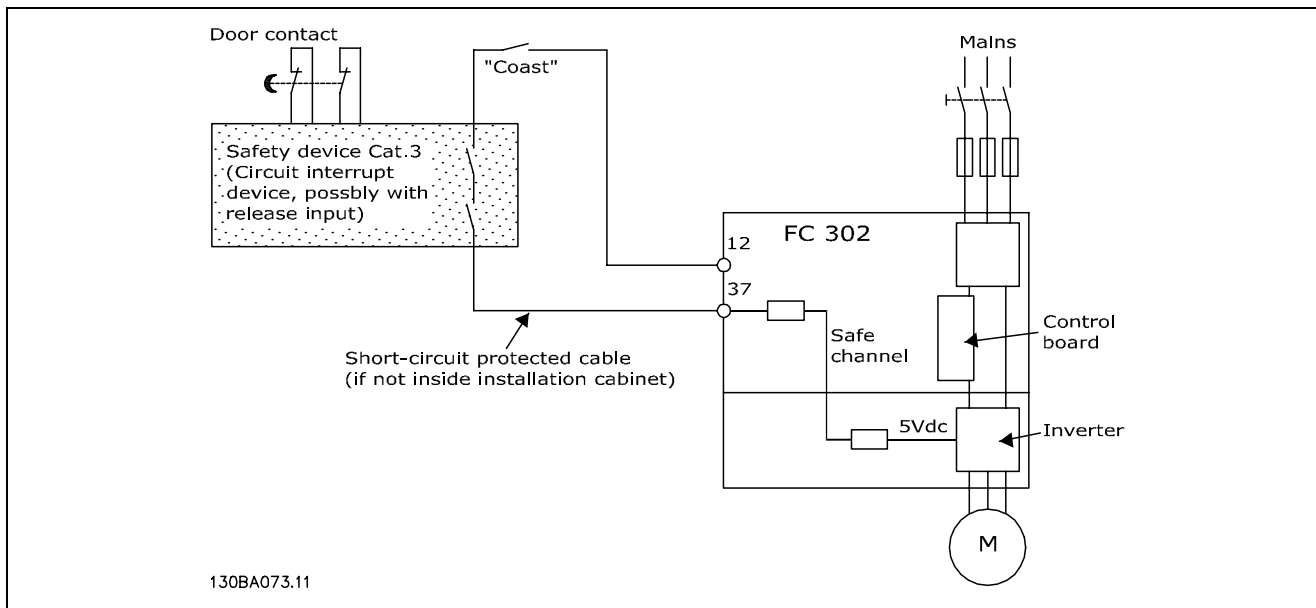 Door contact
"Coast"
Mains
Safety device Cat.3
(Circuit interrupt
device, possbly with
release input)
12
FC 302
37
Safe
channel
Control
board
Short-circuit protected cable
(if not inside installation cabinet)
5Vdc
Inverter
M
130BA073.11